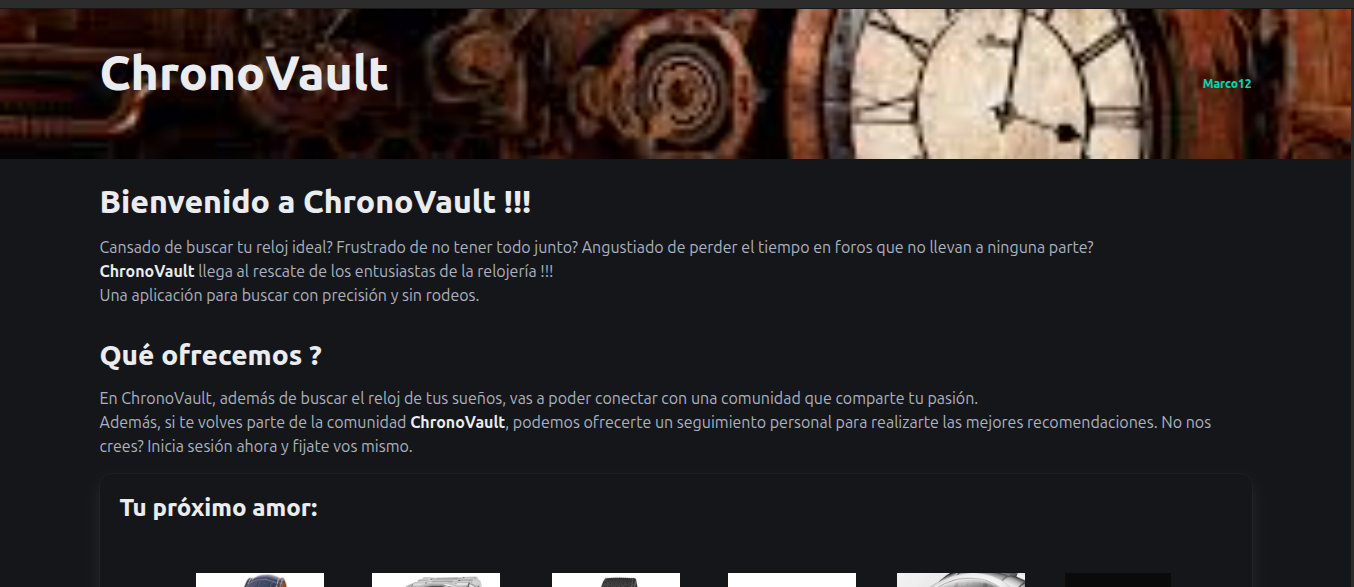 ChronoVault
Marco12
Bienvenido a ChronoVault !!!
Cansado de buscar tu reloj ideal? Frustrado de no tener todo junto? Angustiado de perder el tiempo en foros que no llevan a ninguna parte?
ChronoVault llega al rescate de los entusiastas de la relojería !!!
Una aplicación para buscar con precisión y sin rodeos.
Qué ofrecemos ?
En ChronoVault, además de buscar el reloj de tus sueños, vas a poder conectar con una comunidad que comparte tu pasión.
Además, si te volves parte de la comunidad ChronoVault, podemos ofrecerte un seguimiento personal para realizarte las mejores recomendaciones. No nos
crees? Inicia sesión ahora y fijate vos mismo.
Tu próximo amor: